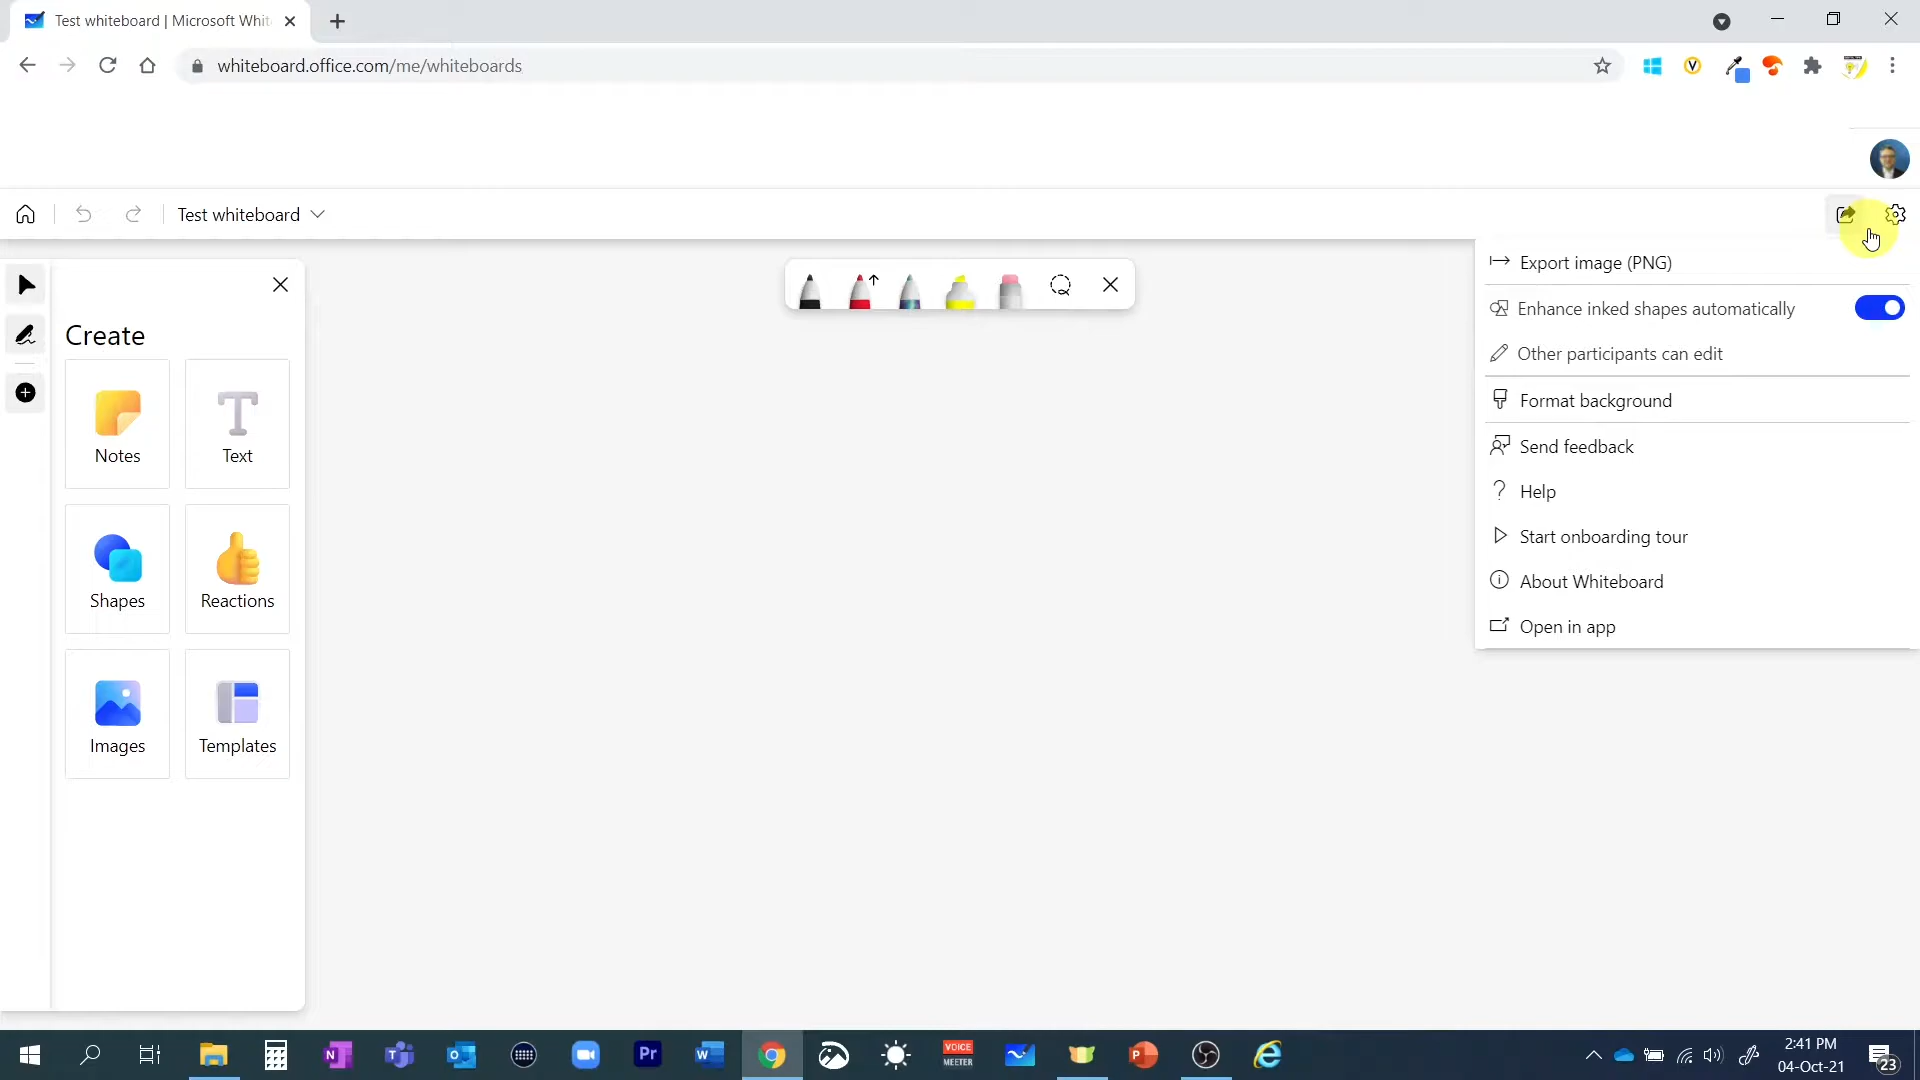 Test whiteboard | Microsoft Whit
whiteboard.office.com/me/whiteboards
Test whiteboard
Export image (PNG)
Enhance inked shapes automatically
Other participants can edit
Format background
Send feedback
Help
Start onboarding tour
About Whiteboard
Open in app
Create
Notes
Text
Shapes
Reactions
Images
Templates
VOICE
MEETER
2:41 PM
04-Oct-21
23